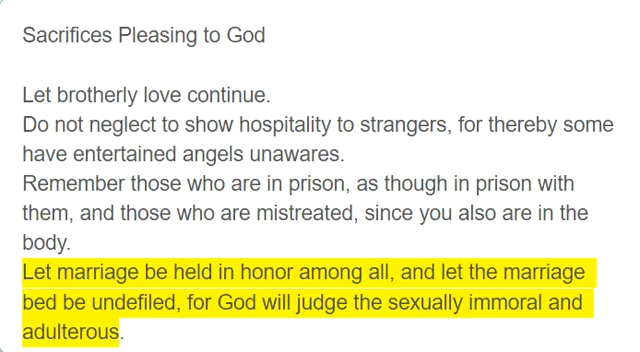 Sacrifices Pleasing to God
Let brotherly love continue.
Do not neglect to show hospitality to strangers, for thereby some
have entertained angels unawares.
Remember those who are in prison, as though in prison with
them, and those who are mistreated, since you also are in the
body.
Let marriage be held in honor among all, and let the marriage
bed be undefiled, for God will judge the sexually immoral and
adulterous.